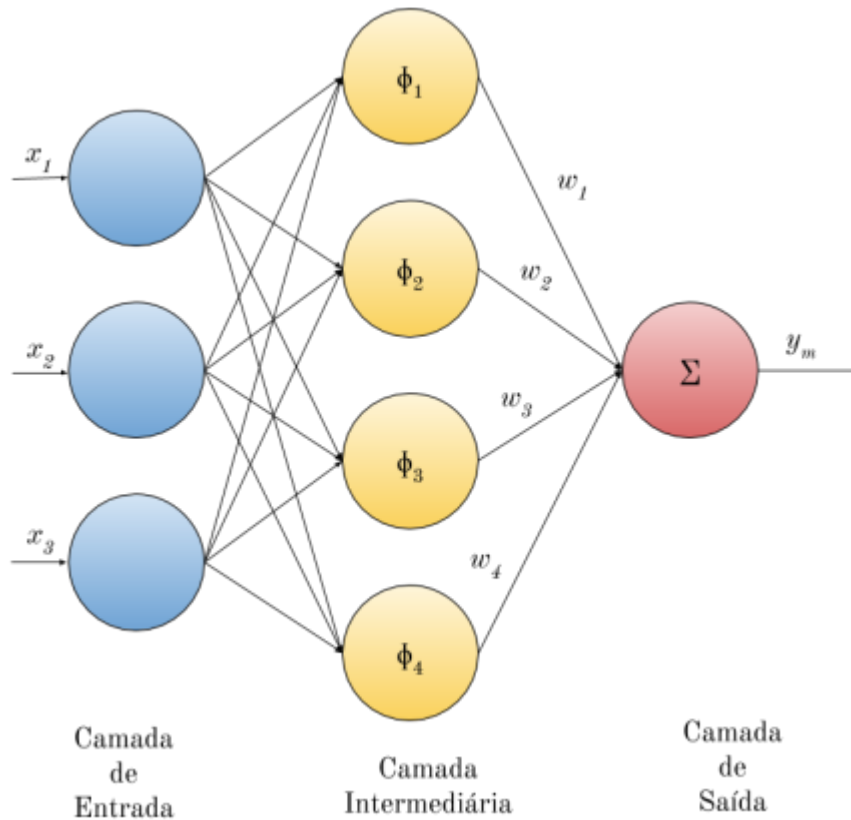 ϕ₁
x₁
w₁
ϕ₂
w₂
x₂
yₘ
Σ
w₃
ϕ₃
x₃
w₄
ϕ₄
Camada
de
Entrada
Camada
Intermediária
Camada
de
Saída